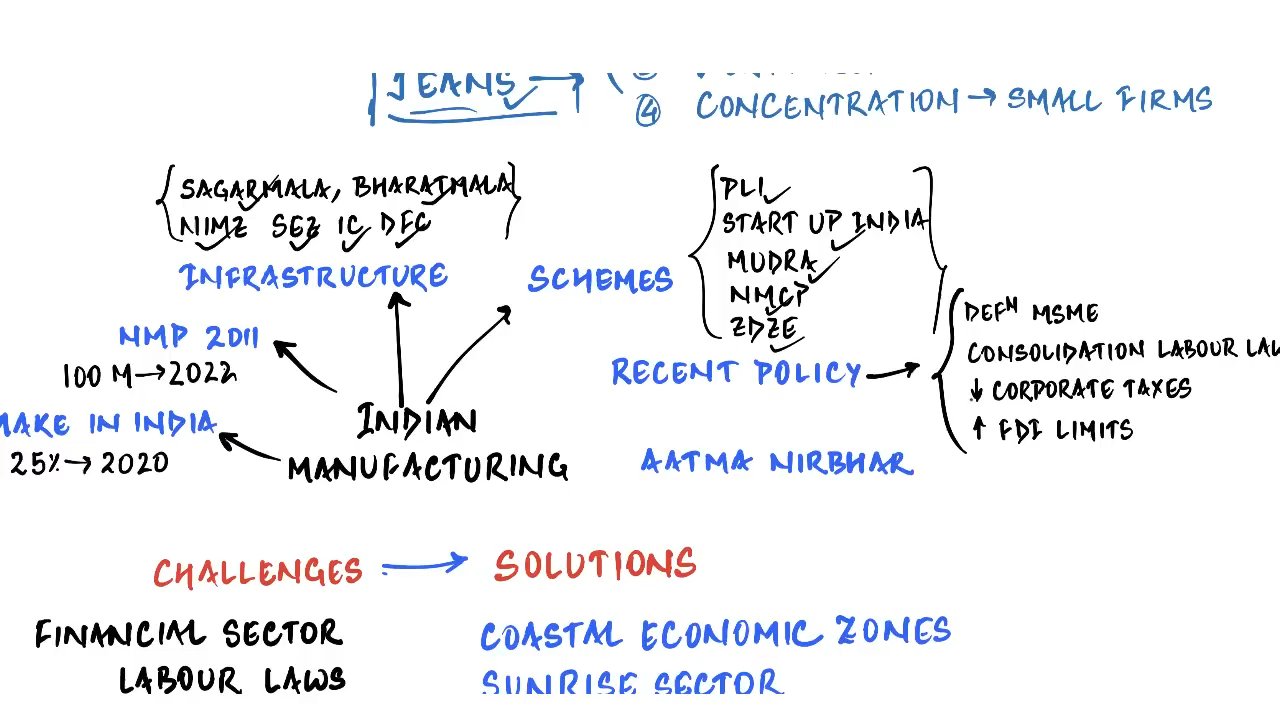 JEANS →
④ CONCENTRATION → SMALL FIRMS
SAGARMALA, BHARATMALA
NIMZ SEZ IC DFC
INFRASTRUCTURE
SCHEMES
PLI
START UP INDIA
MUDRA
NMCP
ZDZE
NMP 2011
100 M → 2022
MAKE IN INDIA
25% → 2020
INDIAN
MANUFACTURING
RECENT POLICY →
DEFN MSME
CONSOLIDATION LABOUR
↓ CORPORATE TAXES
↑ FDI LIMITS
AATMA NIRBHAR
CHALLENGES → SOLUTIONS
FINANCIAL SECTOR
LABOUR LAWS
COASTAL ECONOMIC ZONES
SUNRISE SECTOR